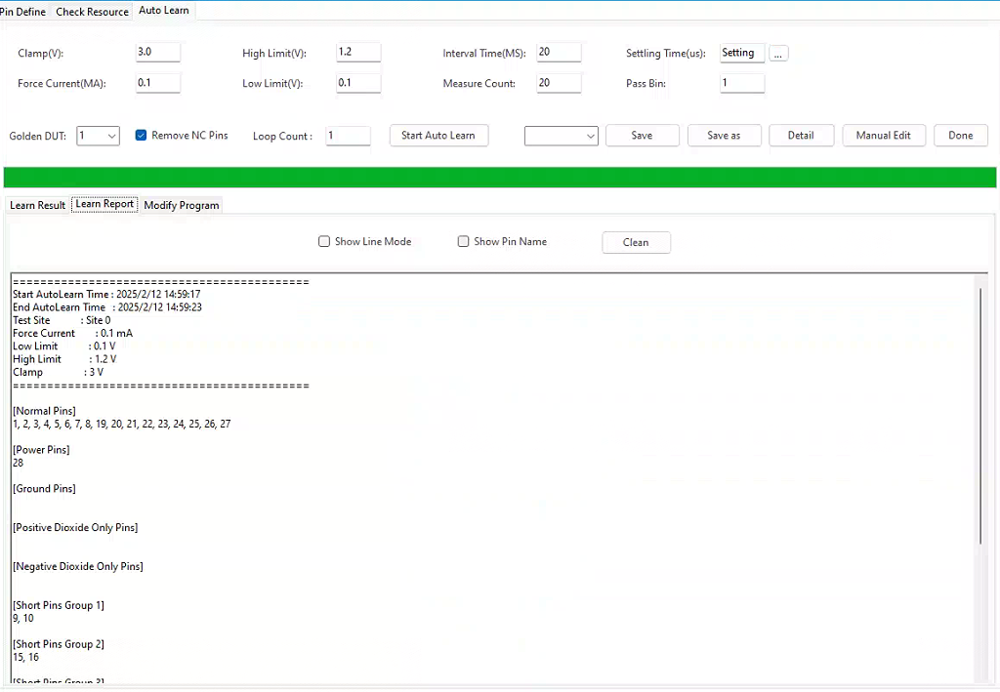 Pin Define Check Resource Auto Learn
Clamp(V): 3.0 High Limit(V): 1.2 Interval Time(MS): 20 Settling Time(us): Setting ...
Force Current(MA): 0.1 Low Limit(V): 0.1 Measure Count: 20 Pass Bin: 1
Golden DUT: 1 Remove NC Pins Loop Count : 1 Start Auto Learn Save Save as Detail Manual Edit Done
Learn Result Learn Report Modify Program
Show Line Mode Show Pin Name Clean
===========================================
Start AutoLearn Time : 2025/2/12 14:59:17
End AutoLearn Time : 2025/2/12 14:59:23
Test Site : Site 0
Force Current : 0.1 mA
Low Limit : 0.1 V
High Limit : 1.2 V
Clamp : 3 V
===========================================
[Normal Pins]
1, 2, 3, 4, 5, 6, 7, 8, 19, 20, 21, 22, 23, 24, 25, 26, 27
[Power Pins]
28
[Ground Pins]
[Positive Dioxide Only Pins]
[Negative Dioxide Only Pins]
[Short Pins Group 1]
9, 10
[Short Pins Group 2]
15, 16
[Short Pins Group 3]